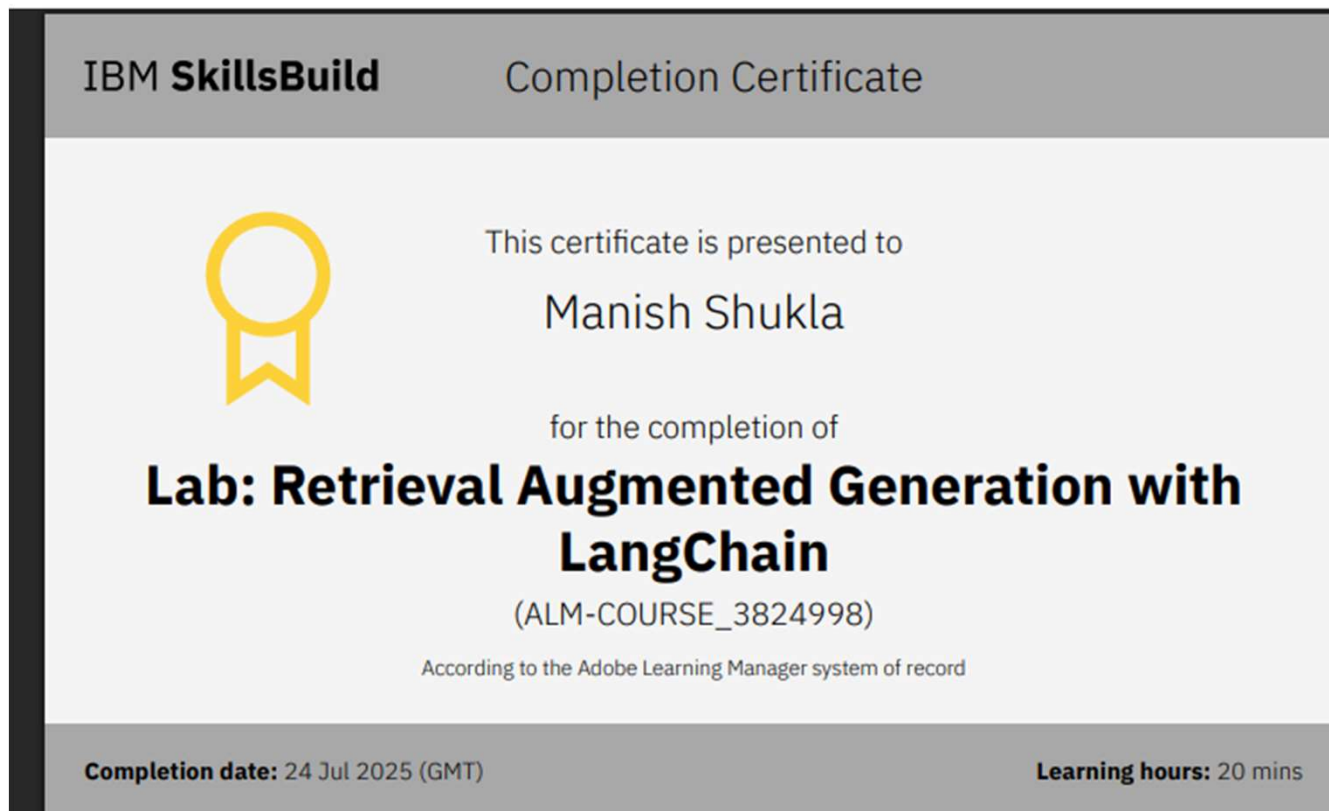 IBM SkillsBuild Completion Certificate
This certificate is presented to
Manish Shukla
for the completion of
Lab: Retrieval Augmented Generation with
LangChain
(ALM-COURSE_3824998)
According to the Adobe Learning Manager system of record
Completion date: 24 Jul 2025 (GMT) Learning hours: 20 mins